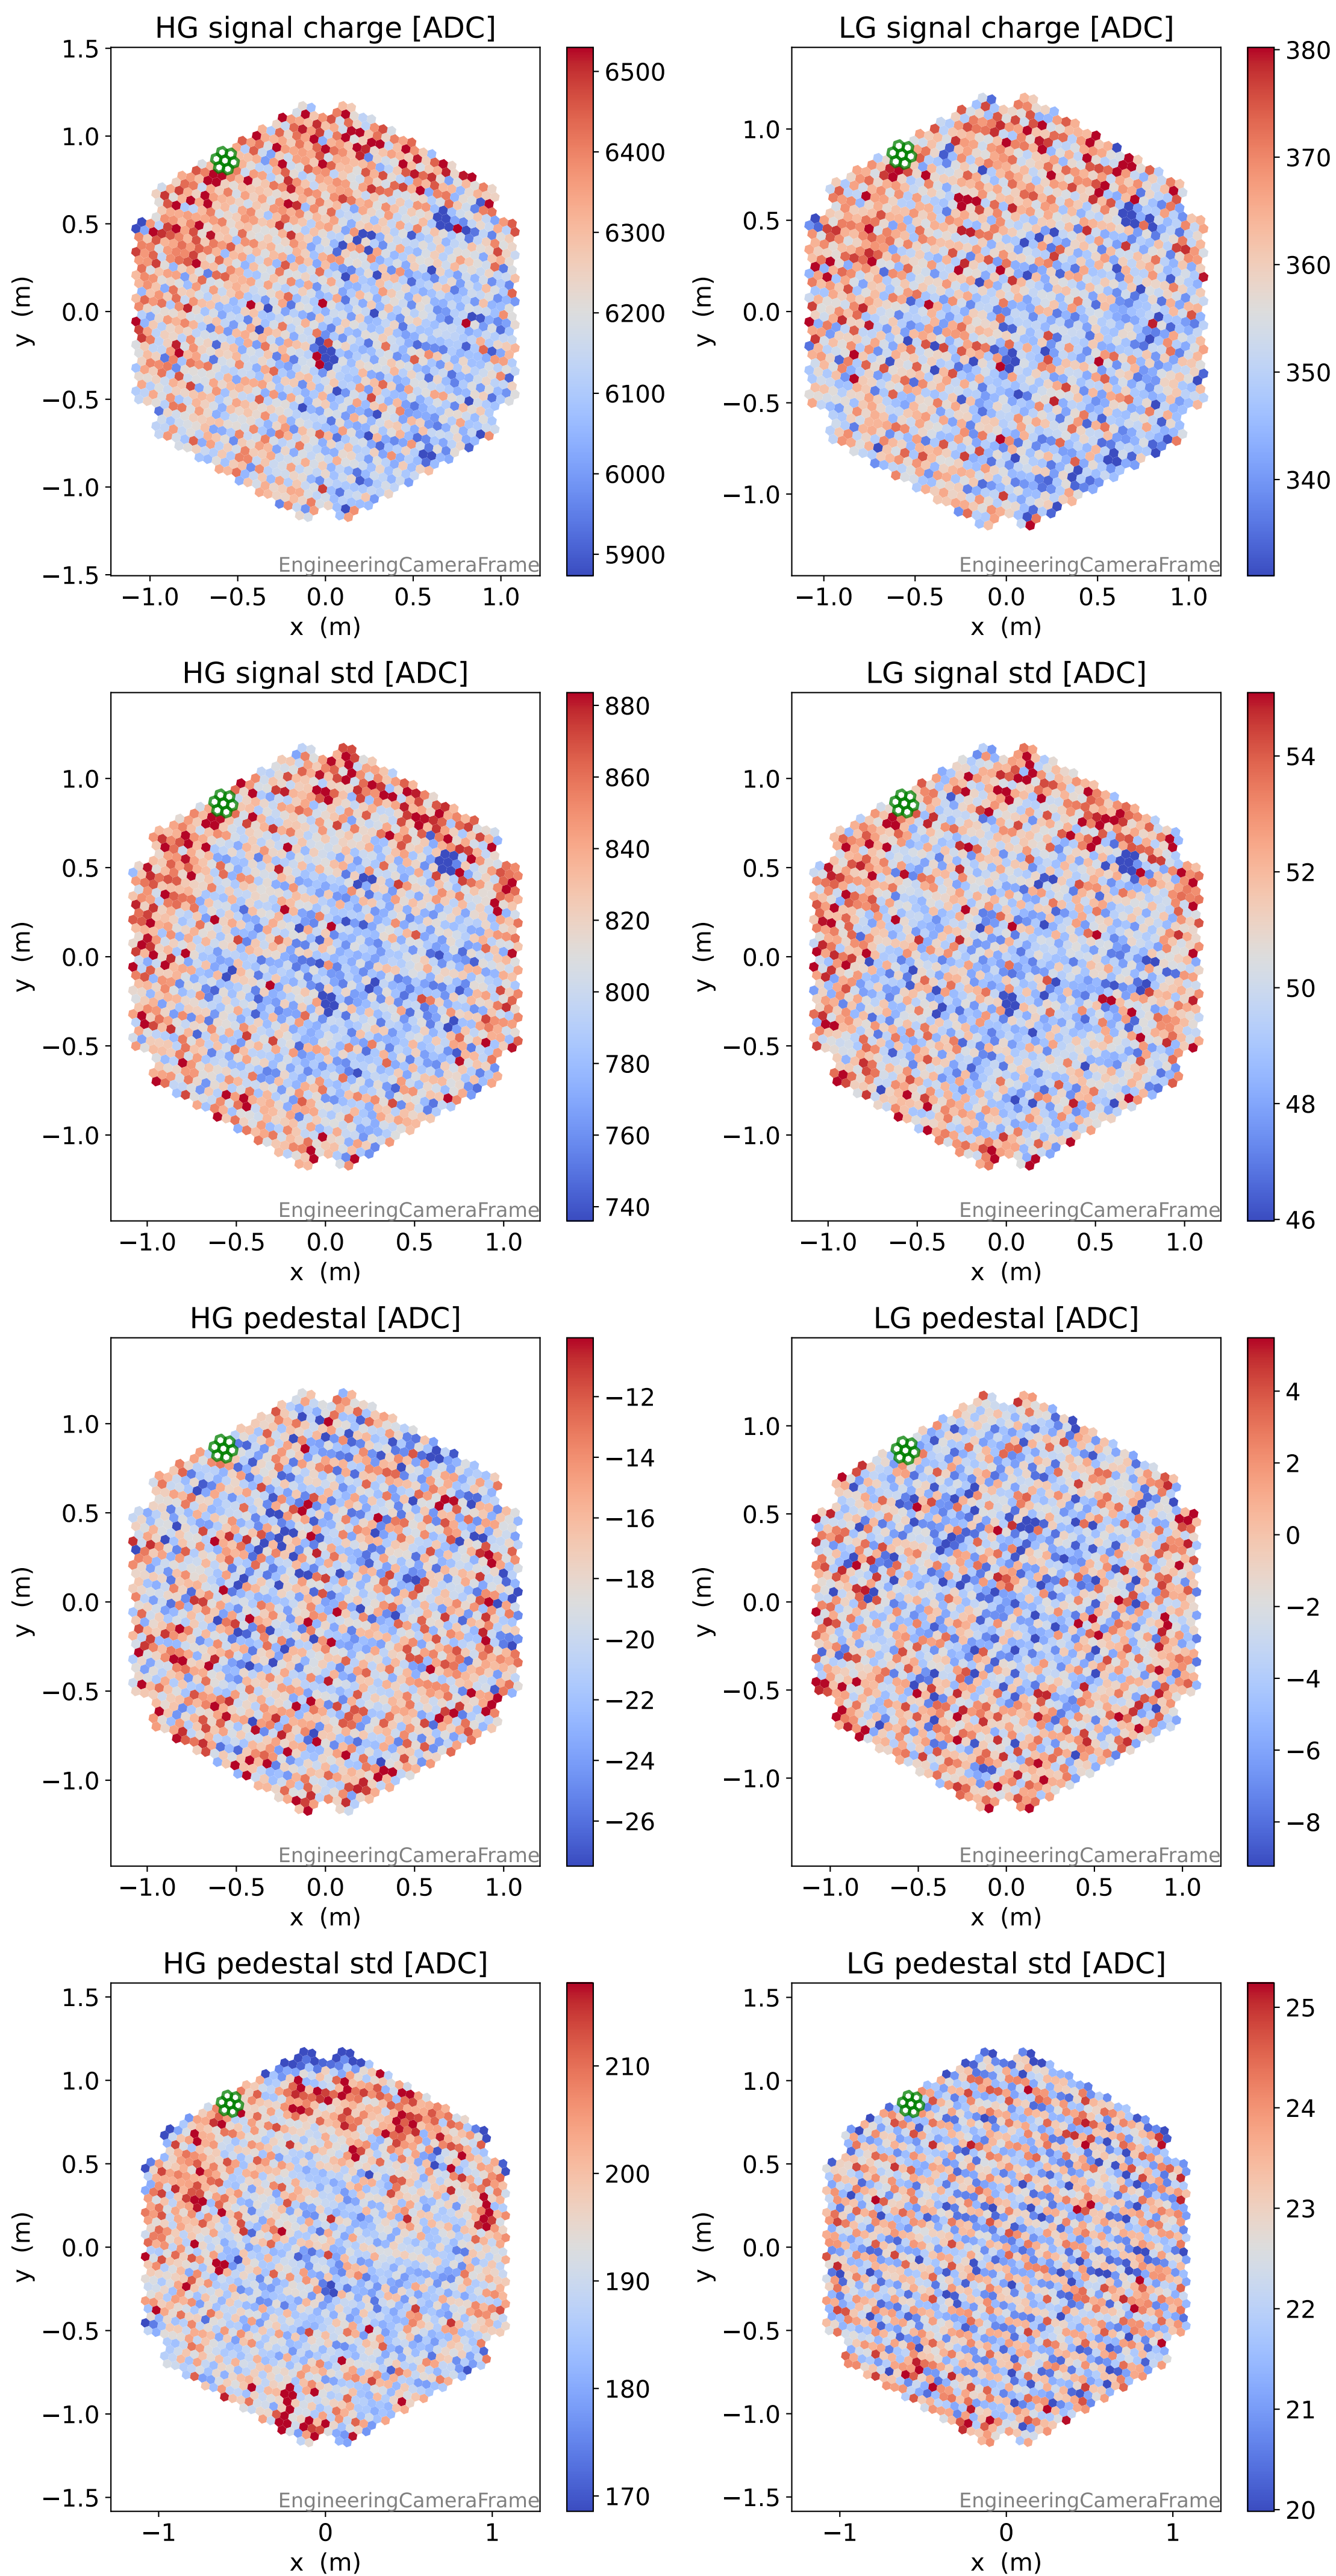 HG signal charge [ADC]
1.5
1.0
0.5
0.0
−0.5
−1.0
−1.5
y (m)
−1.0 −0.5 0.0 0.5 1.0
x (m)
EngineeringCameraFrame
6500
6400
6300
6200
6100
6000
5900
LG signal charge [ADC]
1.0
0.5
0.0
−0.5
−1.0
y (m)
−1.0 −0.5 0.0 0.5 1.0
x (m)
EngineeringCameraFrame
380
370
360
350
340
HG signal std [ADC]
1.0
0.5
0.0
−0.5
−1.0
y (m)
−1.0 −0.5 0.0 0.5 1.0
x (m)
EngineeringCameraFrame
880
860
840
820
800
780
760
740
LG signal std [ADC]
1.0
0.5
0.0
−0.5
−1.0
y (m)
−1.0 −0.5 0.0 0.5 1.0
x (m)
EngineeringCameraFrame
54
52
50
48
46
HG pedestal [ADC]
1.0
0.5
0.0
−0.5
−1.0
y (m)
−1.0 −0.5 0.0 0.5 1.0
x (m)
EngineeringCameraFrame
−12
−14
−16
−18
−20
−22
−24
−26
LG pedestal [ADC]
1.0
0.5
0.0
−0.5
−1.0
y (m)
−1.0 −0.5 0.0 0.5 1.0
x (m)
EngineeringCameraFrame
4
2
0
−2
−4
−6
−8
HG pedestal std [ADC]
1.5
1.0
0.5
0.0
−0.5
−1.0
−1.5
y (m)
−1 0 1
x (m)
EngineeringCameraFrame
210
200
190
180
170
LG pedestal std [ADC]
1.5
1.0
0.5
0.0
−0.5
−1.0
−1.5
y (m)
−1 0 1
x (m)
EngineeringCameraFrame
25
24
23
22
21
20